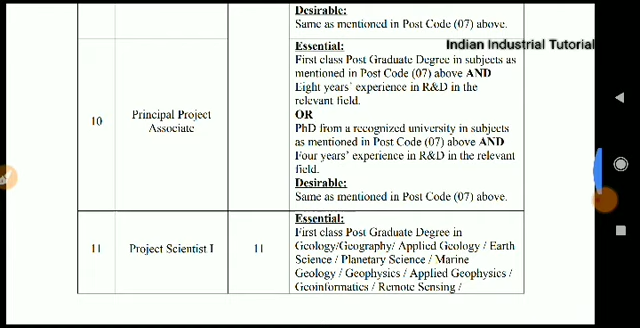 Desirable:
Same as mentioned in Post Code (07) above.
Indian Industrial Tutorial
10
Principal Project
Associate
Essential:
First class Post Graduate Degree in subjects as
mentioned in Post Code (07) above AND
Eight years' experience in R&D in the
relevant field.
OR
PhD from a recognized university in subjects
as mentioned in Post Code (07) above AND
Four years' experience in R&D in the relevant
field.
Desirable:
Same as mentioned in Post Code (07) above.
11
Project Scientist I
11
Essential:
First class Post Graduate Degree in
Geology/Geography/ Applied Geology / Earth
Science / Planetary Science / Marine
Geology / Geophysics / Applied Geophysics /
Geoinformatics / Remote Sensing /